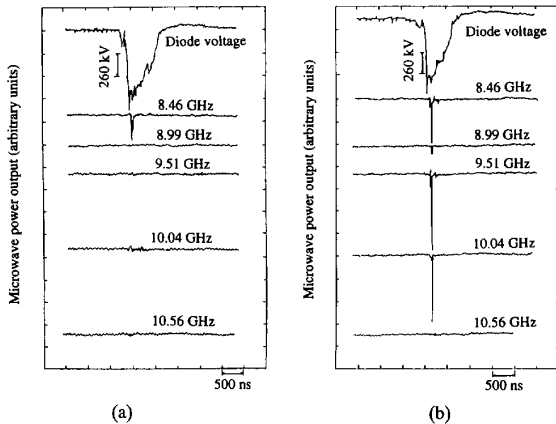 Microwave power output (arbitrary units)
Diode voltage
260 kV
8.46 GHz
8.99 GHz
9.51 GHz
10.04 GHz
10.56 GHz
500 ns
(a)
Microwave power output (arbitrary units)
Diode voltage
260 kV
8.46 GHz
8.99 GHz
9.51 GHz
10.04 GHz
10.56 GHz
500 ns
(b)